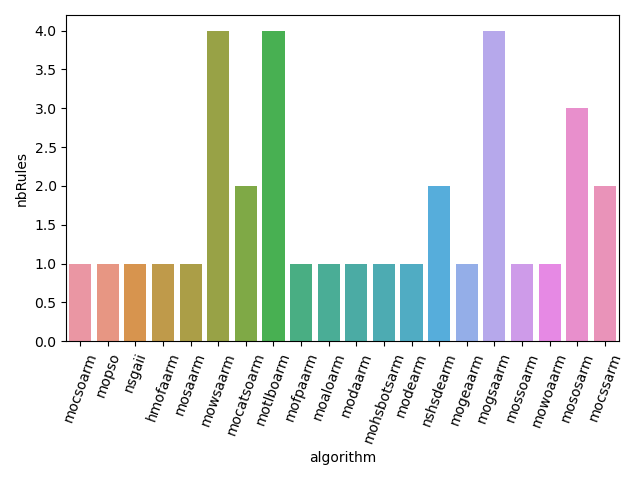 4.0
3.5
3.0
2.5
2.0
1.5
1.0
0.5
0.0
nbRules
mocsoarm
mopso
nsgaii
hmofaarm
mosaarm
mowsaarm
mocatsoarm
motlboarm
mofpaarm
moaloarm
modaarm
mohsbotsarm
modearm
nshsdearm
mogeaarm
mogsaarm
mossoarm
mowoaarm
mososarm
mocssarm
algorithm